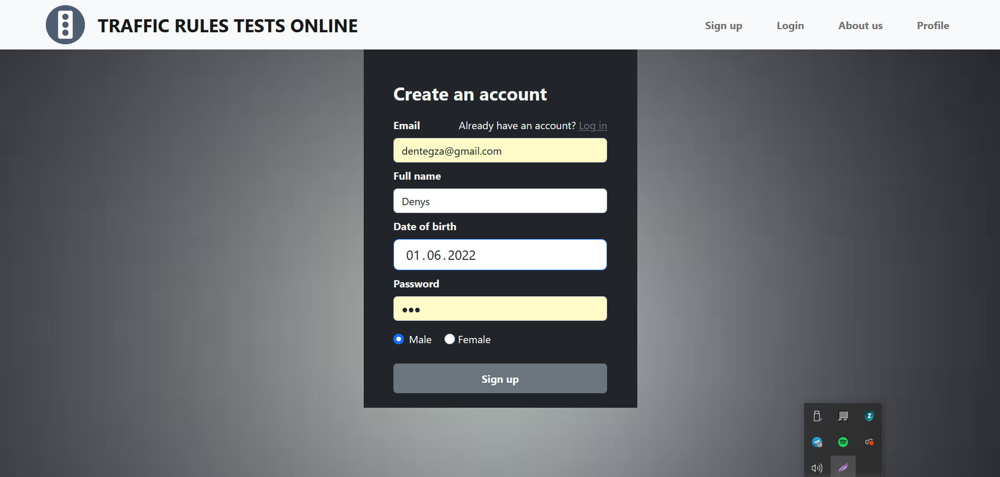 TRAFFIC RULES TESTS ONLINE
Sign up Login About us Profile
Create an account
Email Already have an account? Log in
dentegza@gmail.com
Full name
Denys
Date of birth
01.06.2022
Password
•••
Male Female
Sign up
Z